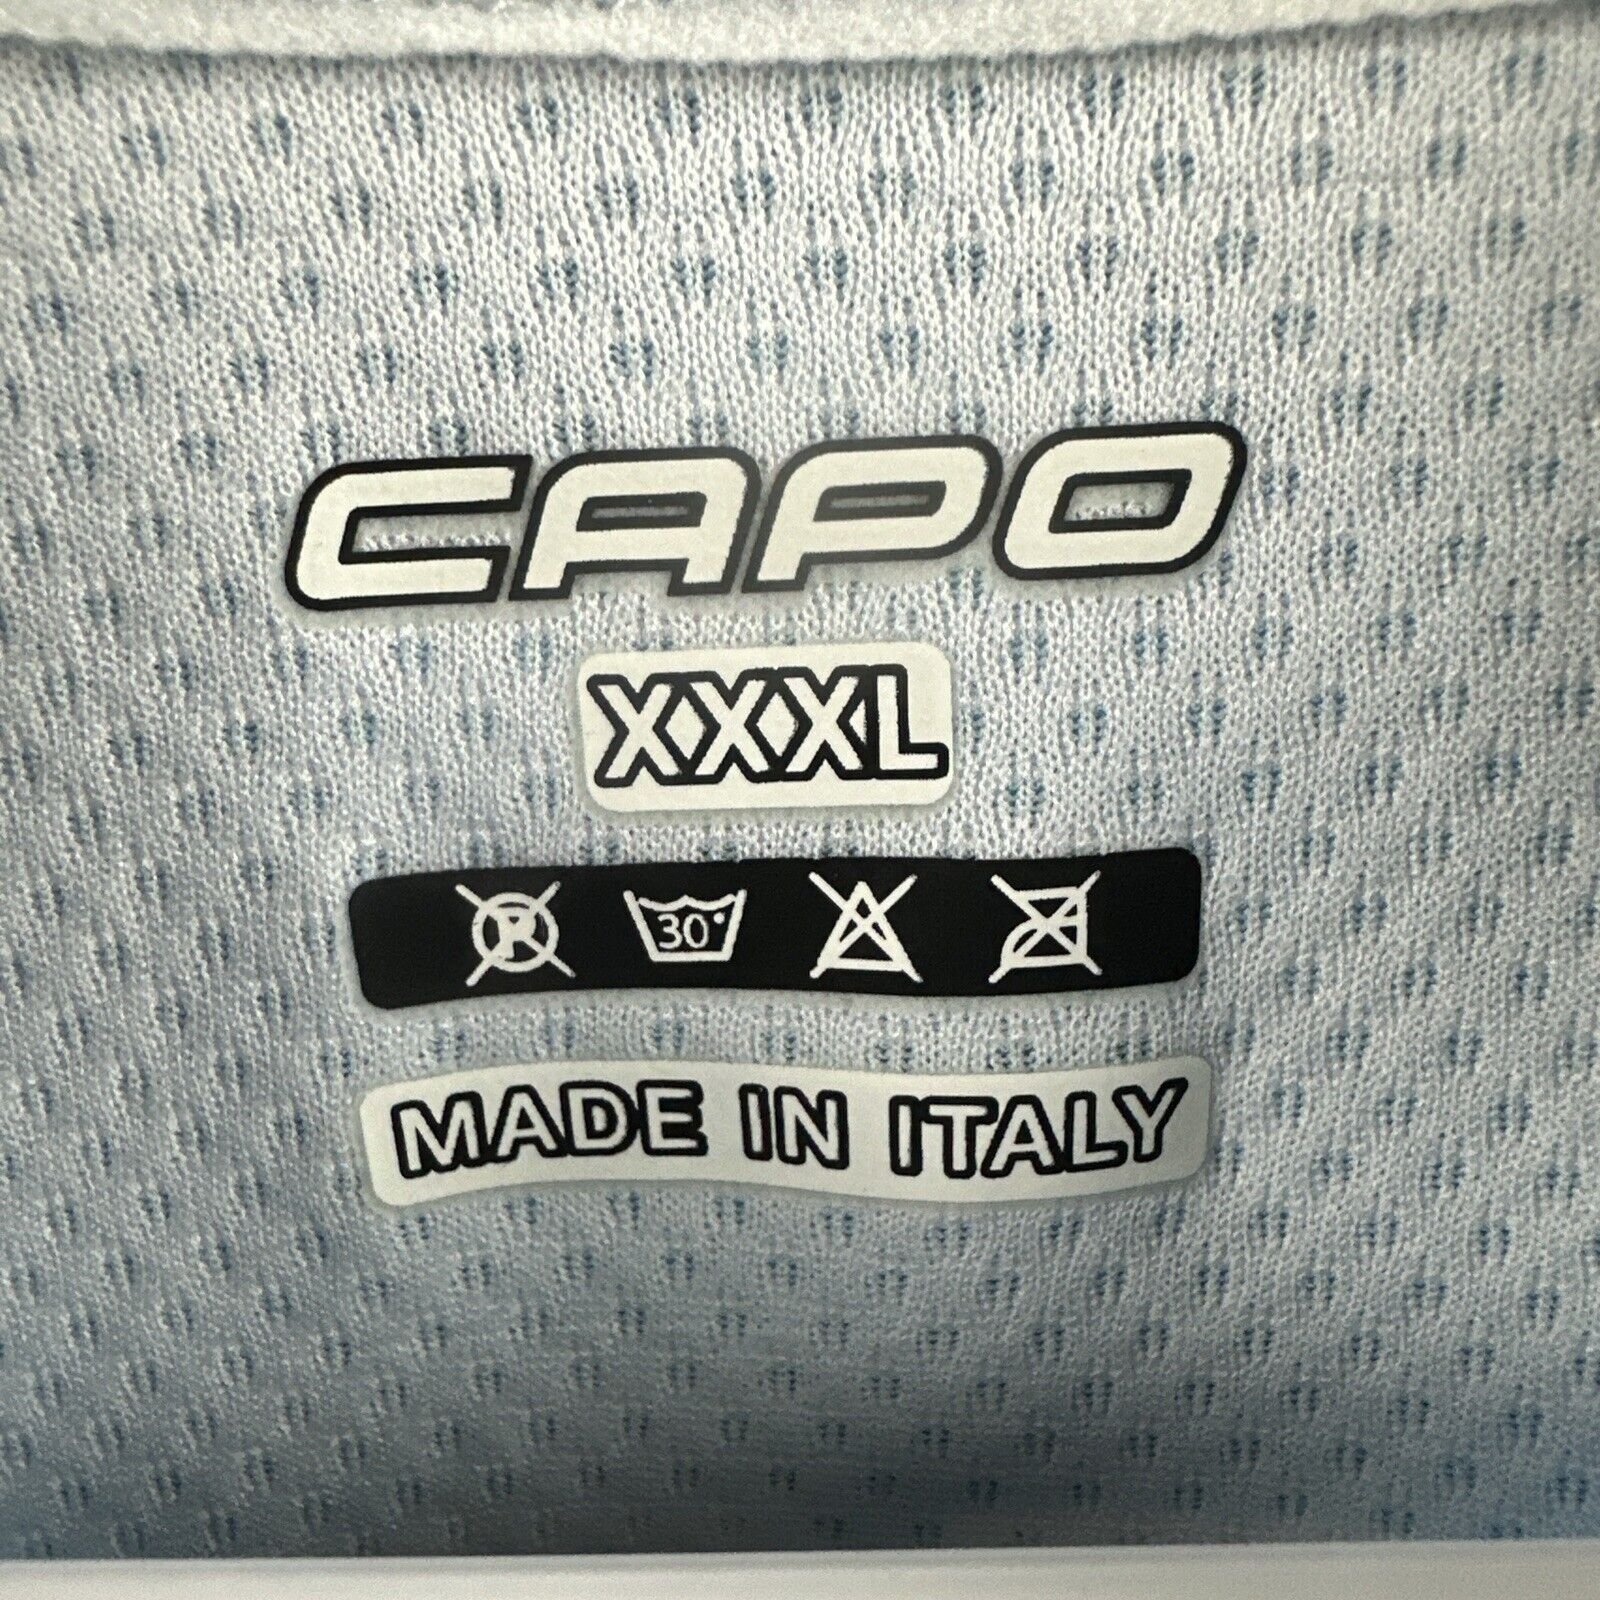 CAPO
XXXL
P 30°
MADE IN ITALY